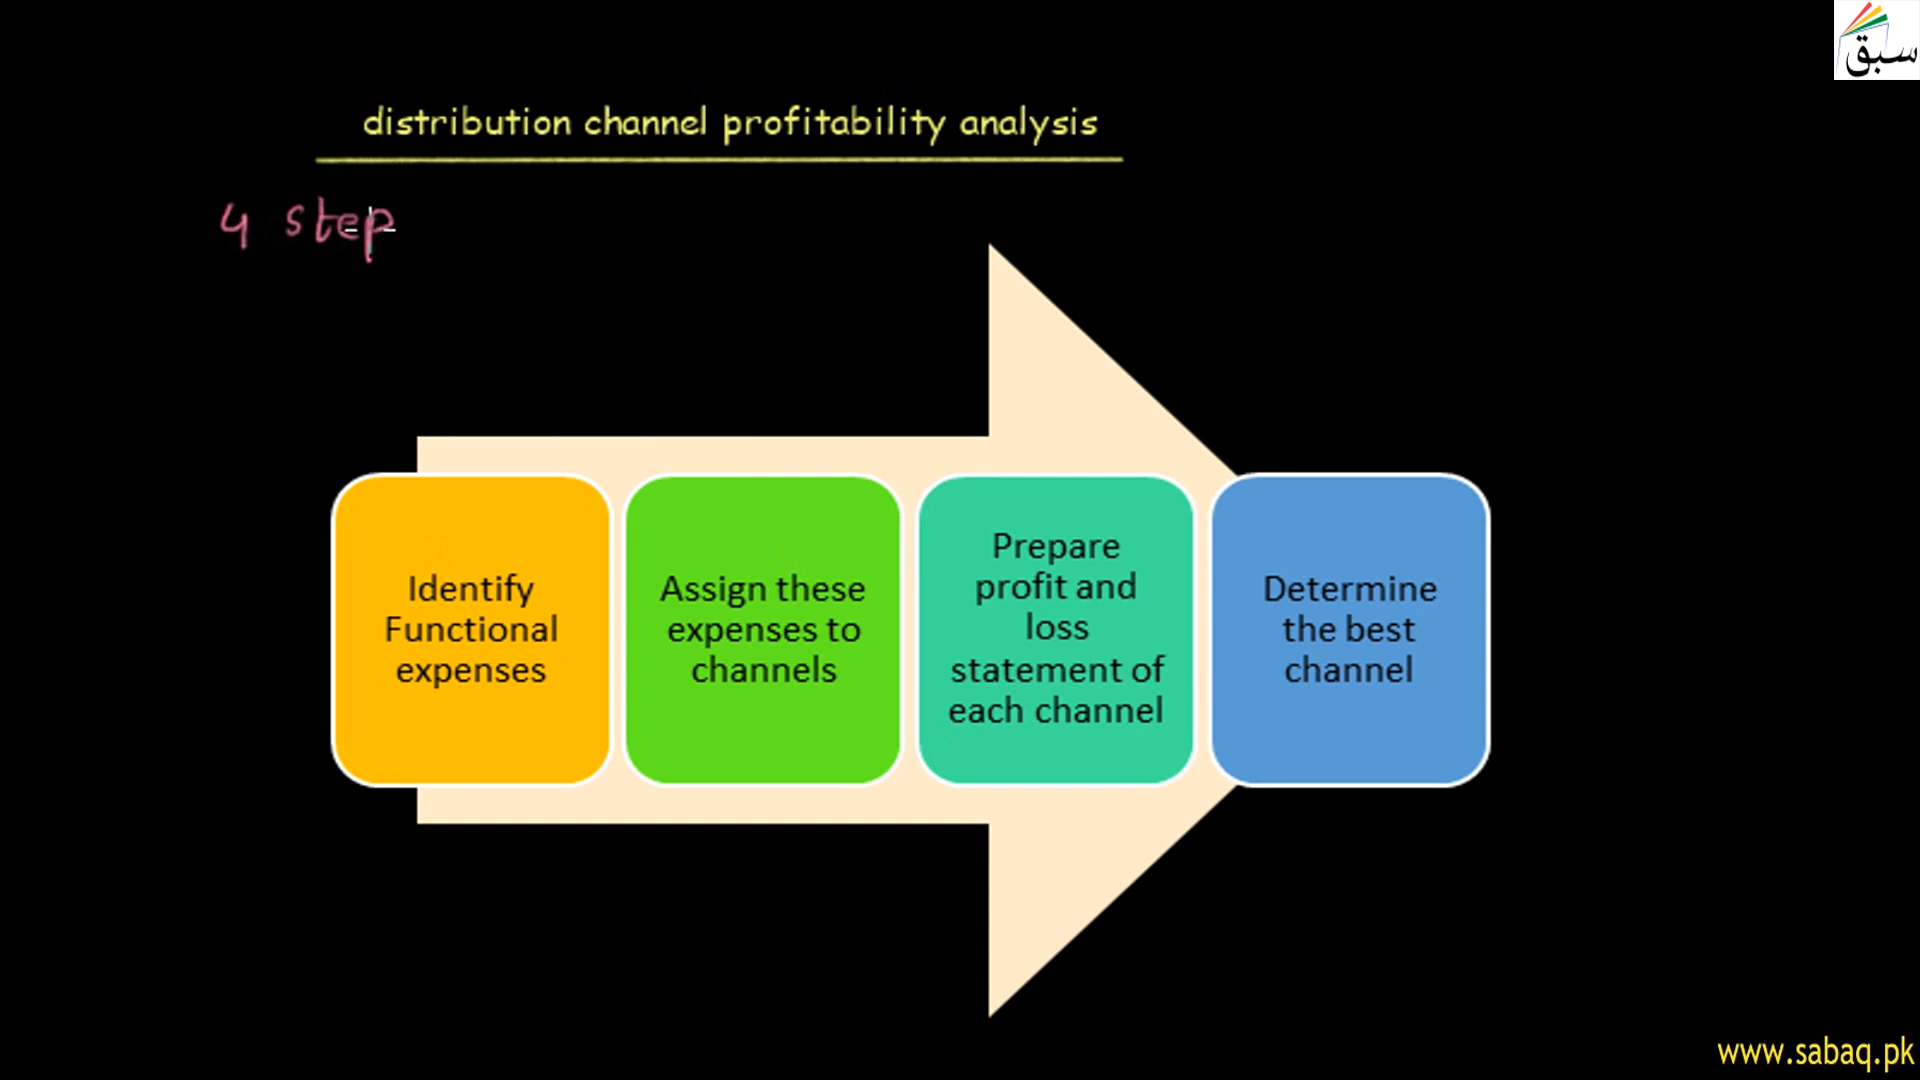 سبق
distribution channel profitability analysis
4 step
Identify
Functional
expenses
Assign these
expenses to
channels
Prepare
profit and
loss
statement of
each channel
Determine
the best
channel
www.sabaq.pk